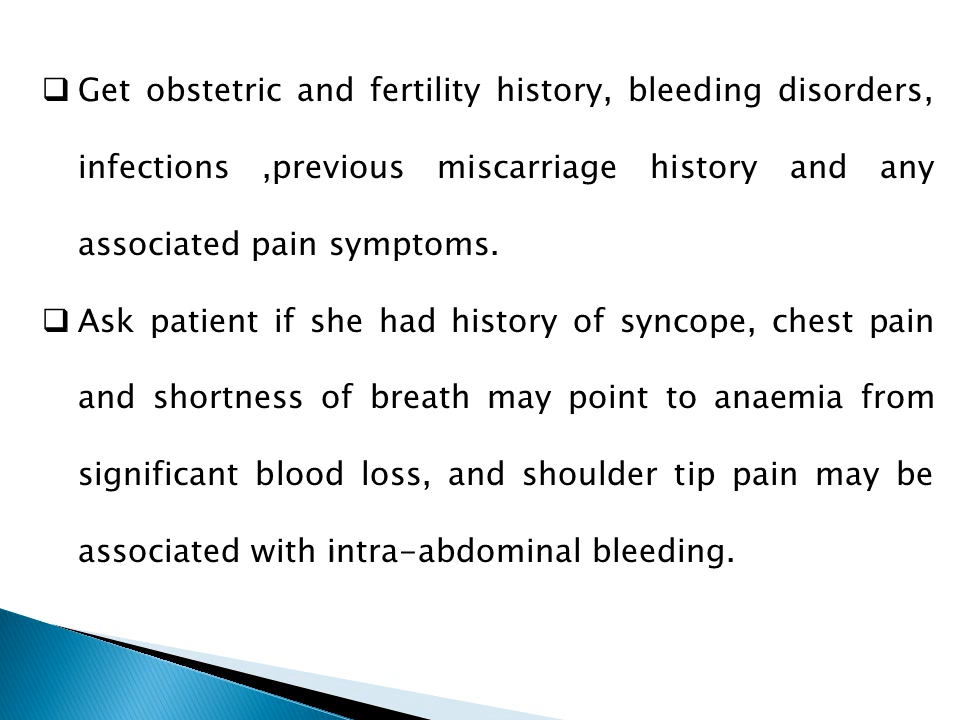 ❑ Get obstetric and fertility history, bleeding disorders,
infections ,previous miscarriage history and any
associated pain symptoms.
❑ Ask patient if she had history of syncope, chest pain
and shortness of breath may point to anaemia from
significant blood loss, and shoulder tip pain may be
associated with intra-abdominal bleeding.